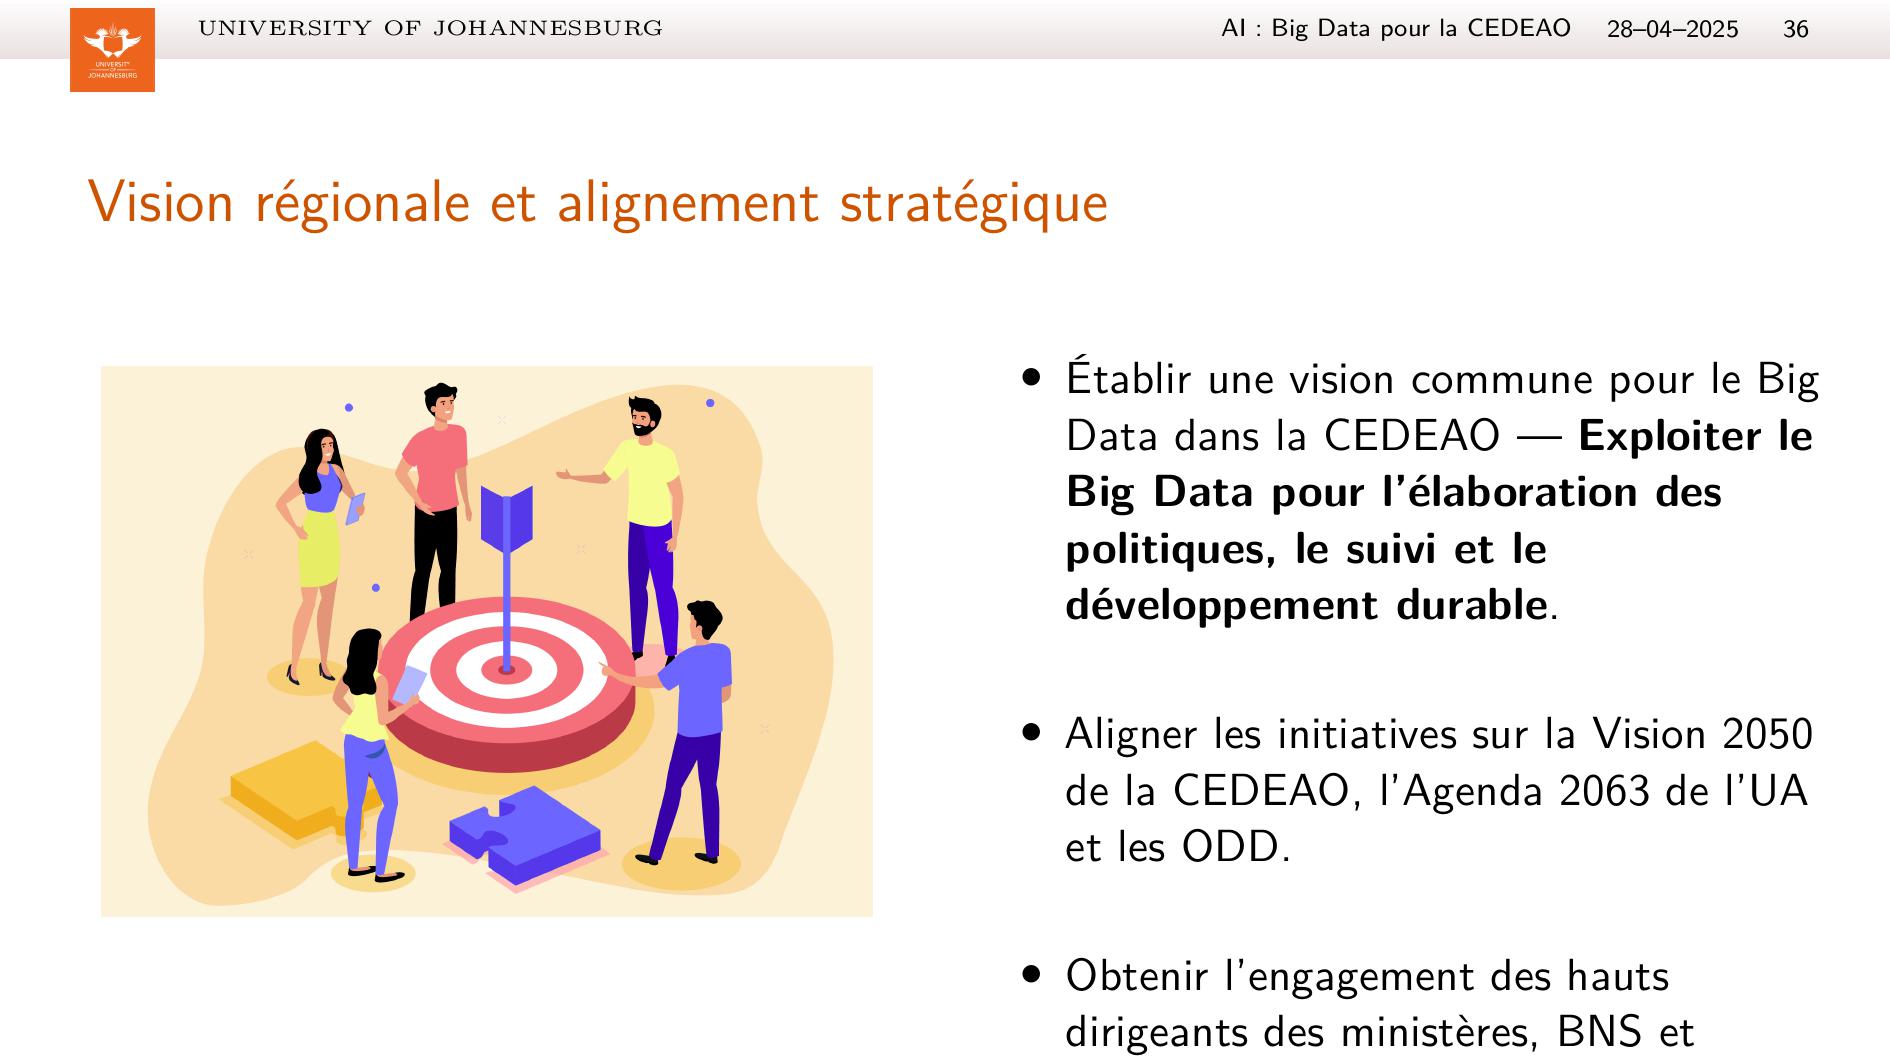 UNIVERSITY OF JOHANNESBURG
AI : Big Data pour la CEDEAO 28–04–2025 36
UNIVERSITY
OF
JOHANNESBURG
Vision régionale et alignement stratégique
• Établir une vision commune pour le Big
Data dans la CEDEAO — Exploiter le
Big Data pour l’élaboration des
politiques, le suivi et le
développement durable.
• Aligner les initiatives sur la Vision 2050
de la CEDEAO, l’Agenda 2063 de l’UA
et les ODD.
• Obtenir l’engagement des hauts
dirigeants des ministères, BNS et